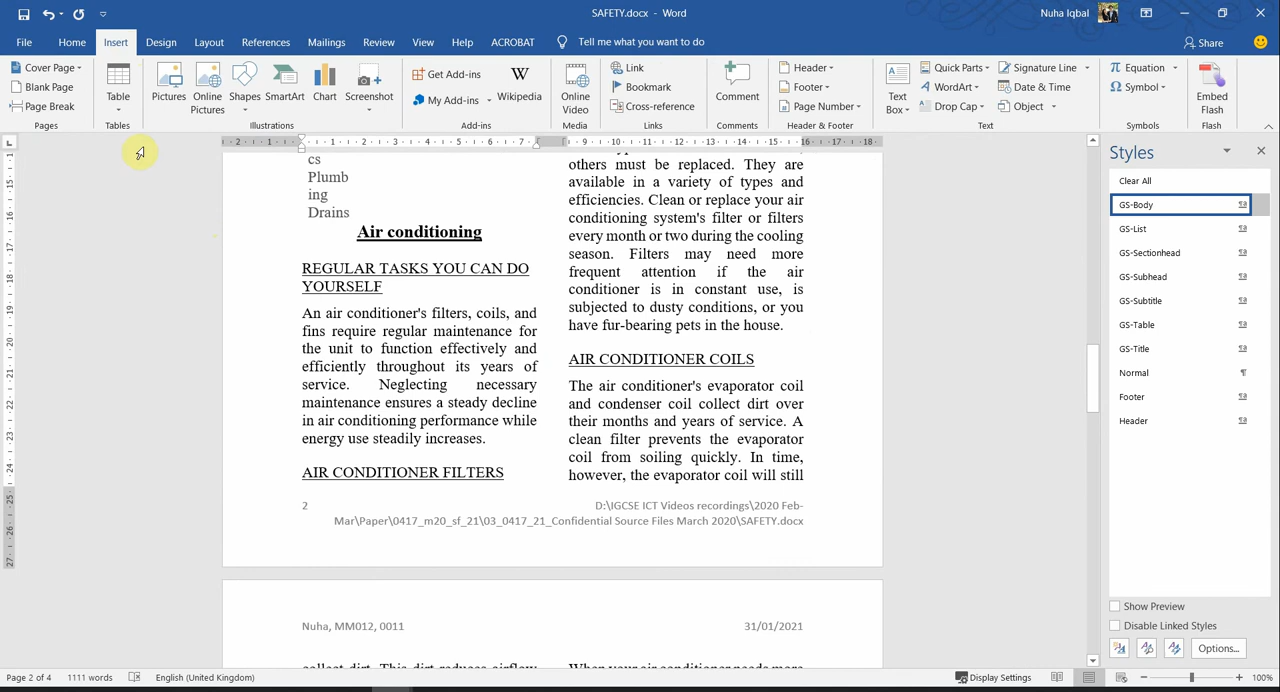 SAFETY.docx - Word
Nuha Iqbal
File Home Insert Design Layout References Mailings Review View Help ACROBAT Tell me what you want to do Share
Cover Page
Blank Page
Page Break
Pages
Table
Tables
Pictures
Online Pictures
Shapes
SmartArt
Chart
Screenshot
Illustrations
Get Add-ins
My Add-ins
Wikipedia
Add-ins
Online Video
Media
Link
Bookmark
Cross-reference
Links
Comment
Comments
Header
Footer
Page Number
Header & Footer
Text Box
Quick Parts
WordArt
Drop Cap
Signature Line
Date & Time
Object
Text
Equation
Symbol
Symbols
Embed Flash
Flash
cs
Plumb
ing
Drains
Air conditioning
REGULAR TASKS YOU CAN DO
YOURSELF
An air conditioner's filters, coils, and
fins require regular maintenance for
the unit to function effectively and
efficiently throughout its years of
service. Neglecting necessary
maintenance ensures a steady decline
in air conditioning performance while
energy use steadily increases.
AIR CONDITIONER FILTERS
others must be replaced. They are
available in a variety of types and
efficiencies. Clean or replace your air
conditioning system's filter or filters
every month or two during the cooling
season. Filters may need more
frequent attention if the air
conditioner is in constant use, is
subjected to dusty conditions, or you
have fur-bearing pets in the house.
AIR CONDITIONER COILS
The air conditioner's evaporator coil
and condenser coil collect dirt over
their months and years of service. A
clean filter prevents the evaporator
coil from soiling quickly. In time,
however, the evaporator coil will still
2 D:\IGCSE ICT Videos recordings\2020 Feb-
Mar\Paper\0417_m20_sf_21\03_0417_21_Confidential Source Files March 2020\SAFETY.docx
Nuha, MM012, 0011 31/01/2021
collect dirt. This dirt reduces airflow
When your air conditioner needs more
Styles
Clear All
GS-Body
GS-List
GS-Sectionhead
GS-Subhead
GS-Subtitle
GS-Table
GS-Title
Normal
Footer
Header
Show Preview
Disable Linked Styles
Options...
Page 2 of 4 1111 words English (United Kingdom) Display Settings 100%